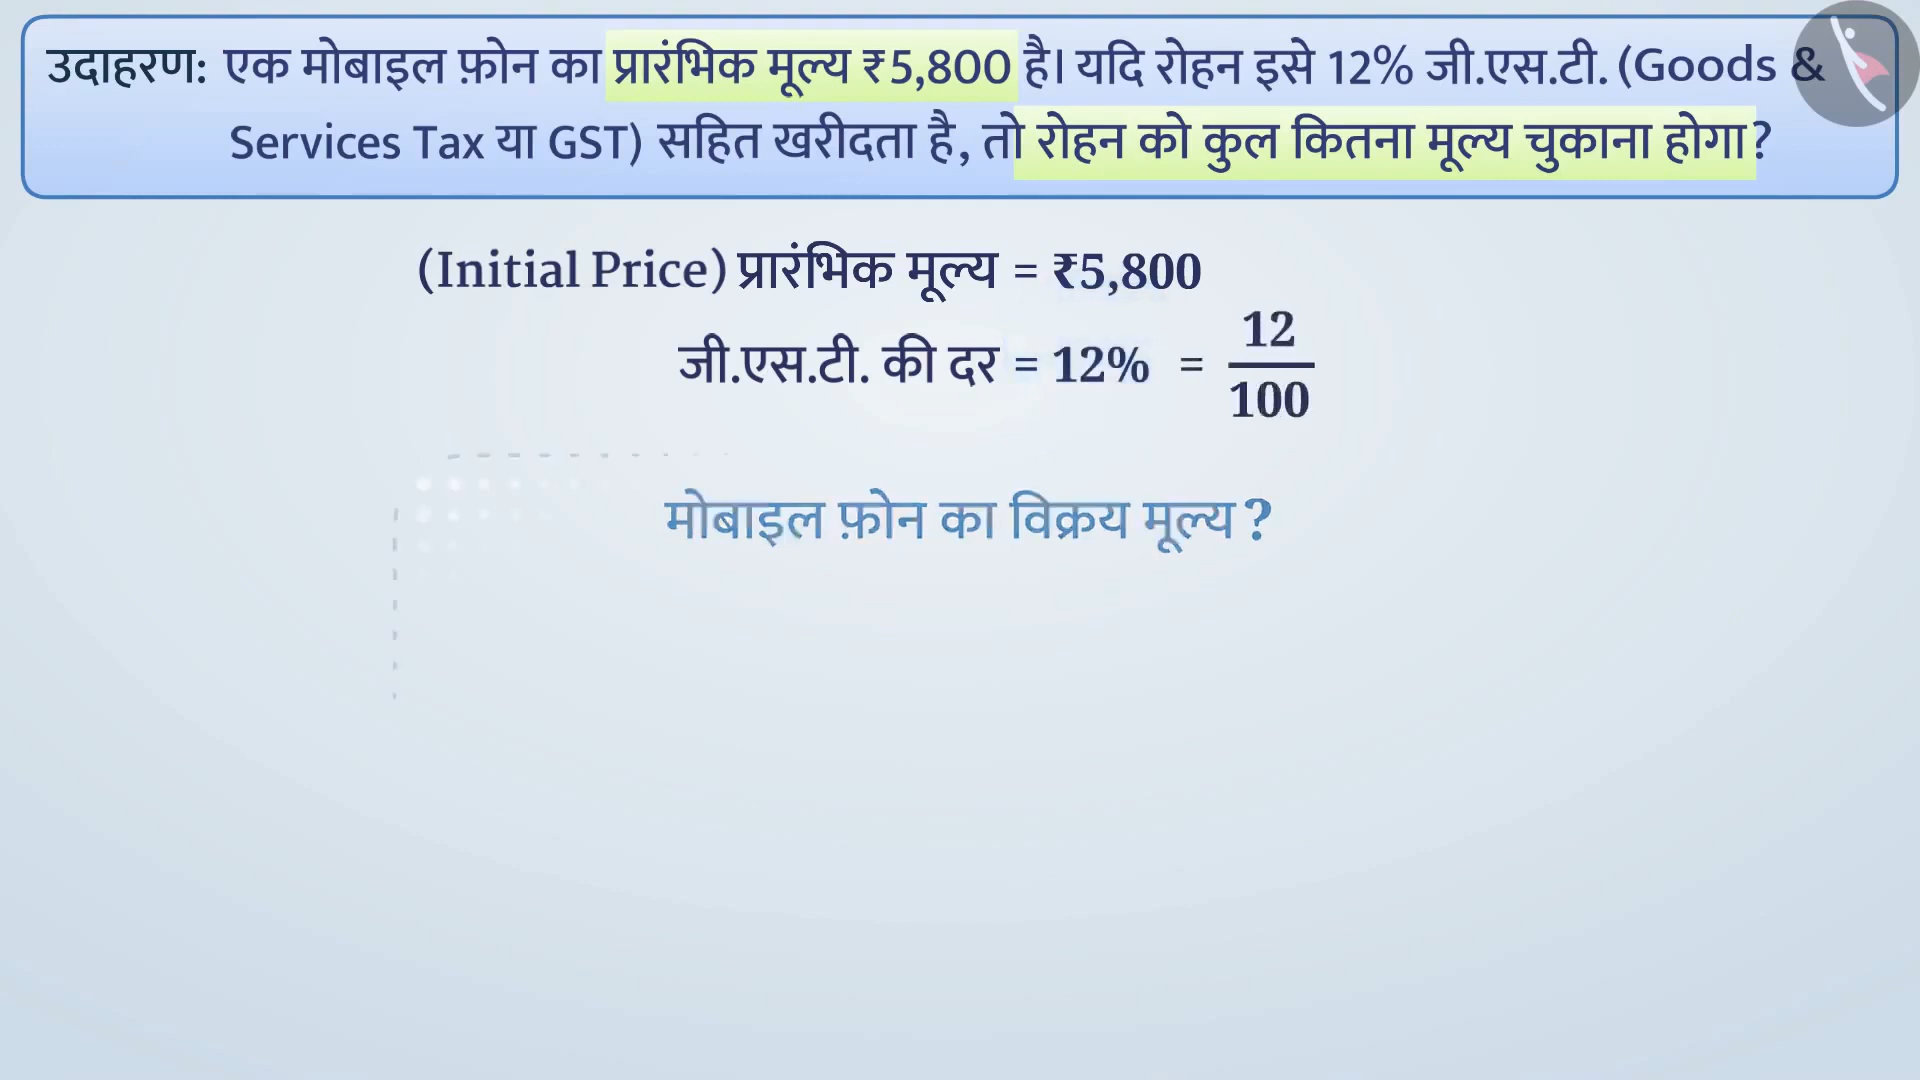 उदाहरण: एक मोबाइल फ़ोन का प्रारंभिक मूल्य ₹5,800 है। यदि रोहन इसे 12% जी.एस.टी. (Goods &
Services Tax या GST) सहित खरीदता है, तो रोहन को कुल कितना मूल्य चुकाना होगा?
(Initial Price) प्रारंभिक मूल्य = ₹5,800
जी.एस.टी. की दर = 12% = 12/100
मोबाइल फ़ोन का विक्रय मूल्य?